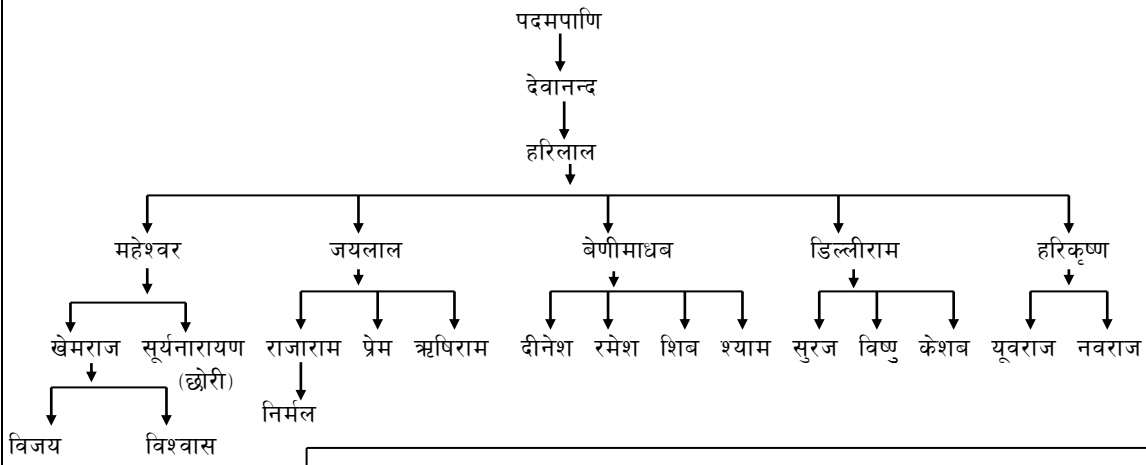 पदमपाणि
देवानन्द
हरिलाल
महेश्वर जयलाल बेणीमाधब डिल्लीराम हरिकृष्ण
खेमराज सूर्यनारायण राजाराम प्रेम ऋषिराम दीनेश रमेश शिब श्याम सुरज विष्णु केशब यूवराज नवराज
(छोरी)
निर्मल
विजय विश्वास